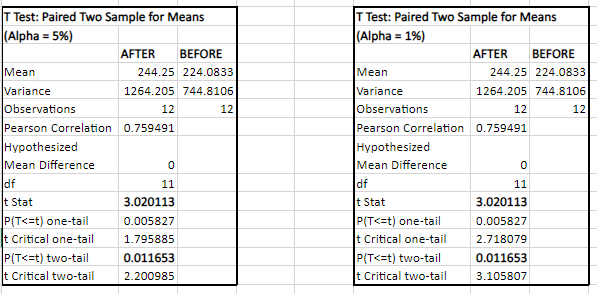 T Test: Paired Two Sample for Means
(Alpha = 5%)
AFTER BEFORE
Mean 244.25 224.0833
Variance 1264.205 744.8106
Observations 12 12
Pearson Correlation 0.759491
Hypothesized
Mean Difference 0
df 11
t Stat 3.020113
P(T<=t) one-tail 0.005827
t Critical one-tail 1.795885
P(T<=t) two-tail 0.011653
t Critical two-tail 2.200985
T Test: Paired Two Sample for Means
(Alpha = 1%)
AFTER BEFORE
Mean 244.25 224.0833
Variance 1264.205 744.8106
Observations 12 12
Pearson Correlation 0.759491
Hypothesized
Mean Difference 0
df 11
t Stat 3.020113
P(T<=t) one-tail 0.005827
t Critical one-tail 2.718079
P(T<=t) two-tail 0.011653
t Critical two-tail 3.105807